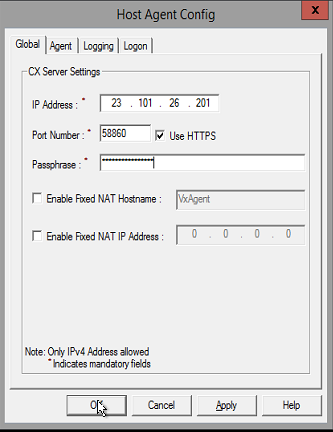 Host Agent Config
x
Global Agent Logging Logon
CX Server Settings
IP Address : * 23 . 101 . 26 . 201
Port Number : * 58860 Use HTTPS
Passphrase : * ****************
Enable Fixed NAT Hostname : VxAgent
Enable Fixed NAT IP Address : 0 . 0 . 0 . 0
Note: Only IPv4 Address allowed
* Indicates mandatory fields
OK Cancel Apply Help